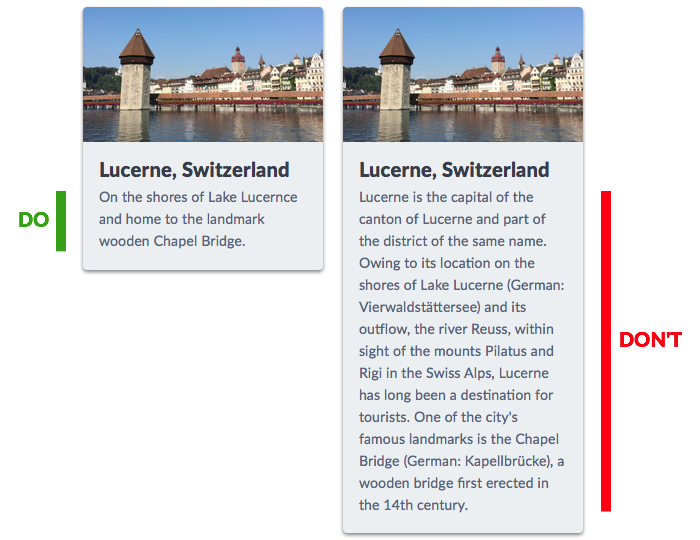 DO
Lucerne, Switzerland
On the shores of Lake Lucernce
and home to the landmark
wooden Chapel Bridge.
Lucerne, Switzerland
Lucerne is the capital of the
canton of Lucerne and part of
the district of the same name.
Owing to its location on the
shores of Lake Lucerne (German:
Vierwaldstättersee) and its
outflow, the river Reuss, within
sight of the mounts Pilatus and
Rigi in the Swiss Alps, Lucerne
has long been a destination for
tourists. One of the city's
famous landmarks is the Chapel
Bridge (German: Kapellbrücke), a
wooden bridge first erected in
the 14th century.
DON'T